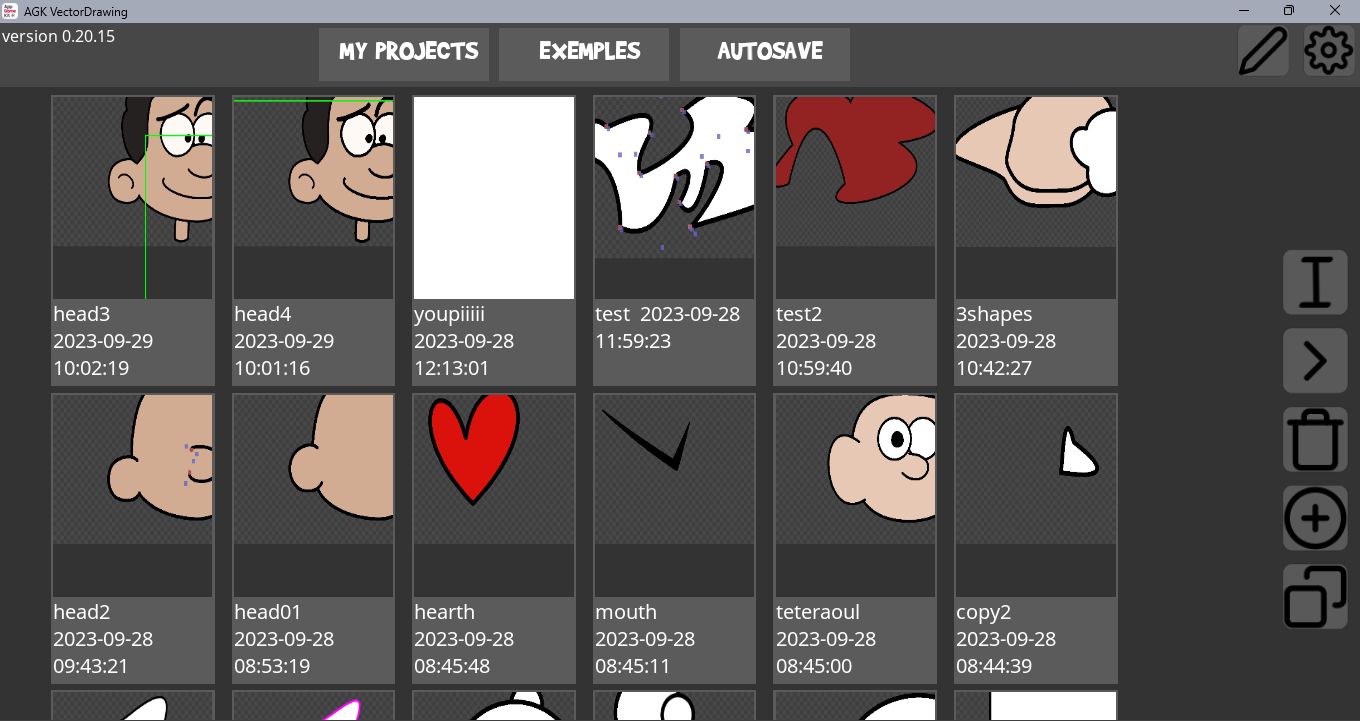 AGK VectorDrawing
version 0.20.15
MY PROJECTS
EXEMPLES
AUTOSAVE
head3
2023-09-29
10:02:19
head4
2023-09-29
10:01:16
youpiiiii
2023-09-28
12:13:01
test 2023-09-28
11:59:23
test2
2023-09-28
10:59:40
3shapes
2023-09-28
10:42:27
head2
2023-09-28
09:43:21
head01
2023-09-28
08:53:19
hearth
2023-09-28
08:45:48
mouth
2023-09-28
08:45:11
teteraoul
2023-09-28
08:45:00
copy2
2023-09-28
08:44:39